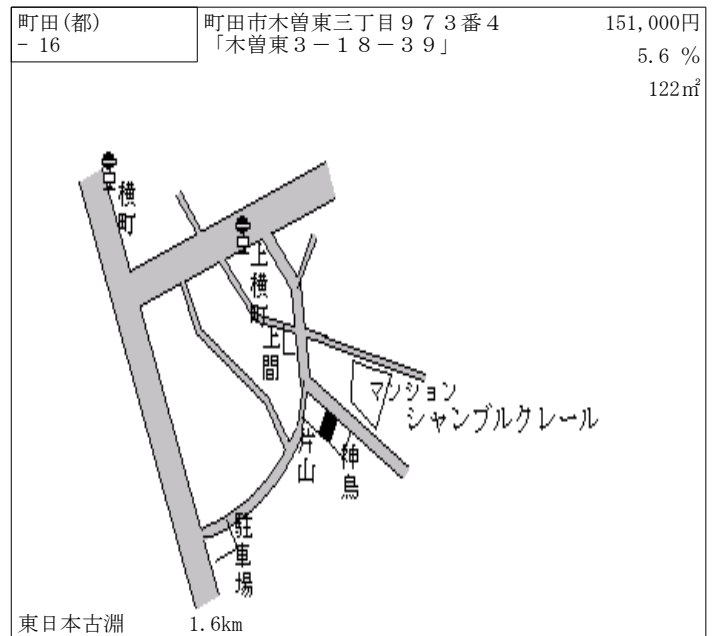 町田(都)
- 16
町田市木曽東三丁目９７３番４
「木曽東３－１８－３９」
151,000円
5.6 %
122㎡
横町
上横町
上間
マンション
シャンブルクレール
片山
神鳥
駐車場
東日本古淵
1.6km